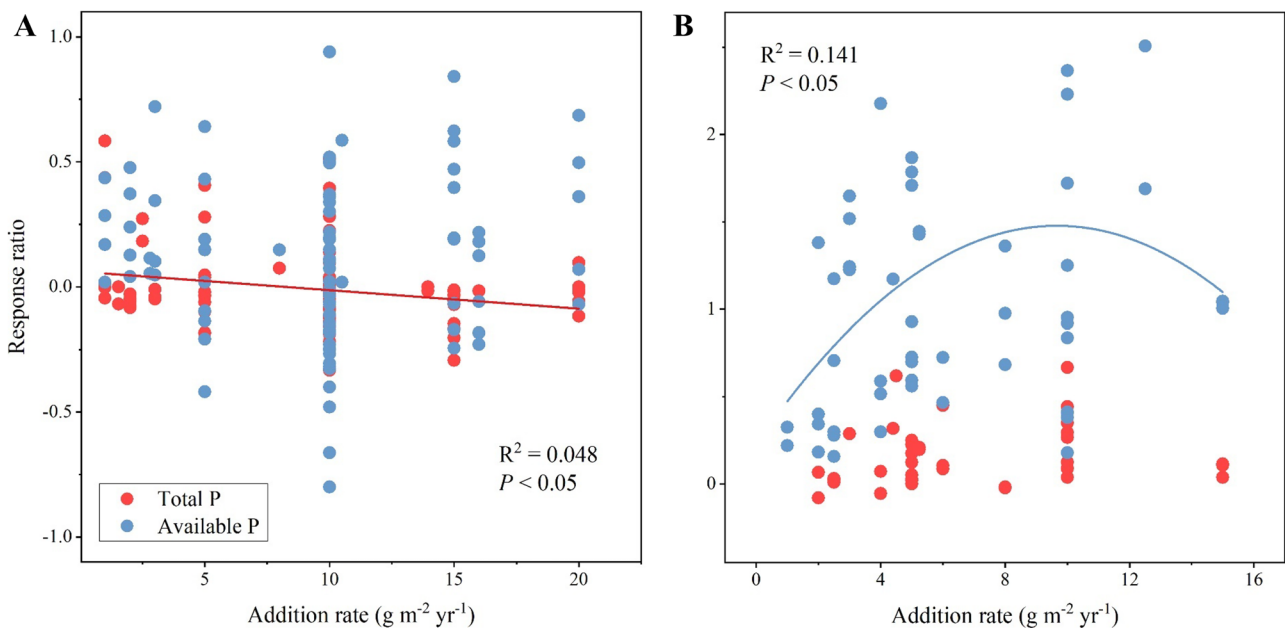 A
1.0
0.5
0.0
-0.5
-1.0
Response ratio
R² = 0.048
P < 0.05
Total P
Available P
5
10
15
20
Addition rate (g m⁻² yr⁻¹)
B
R² = 0.141
P < 0.05
2
1
0
0
4
8
12
16
Addition rate (g m⁻² yr⁻¹)